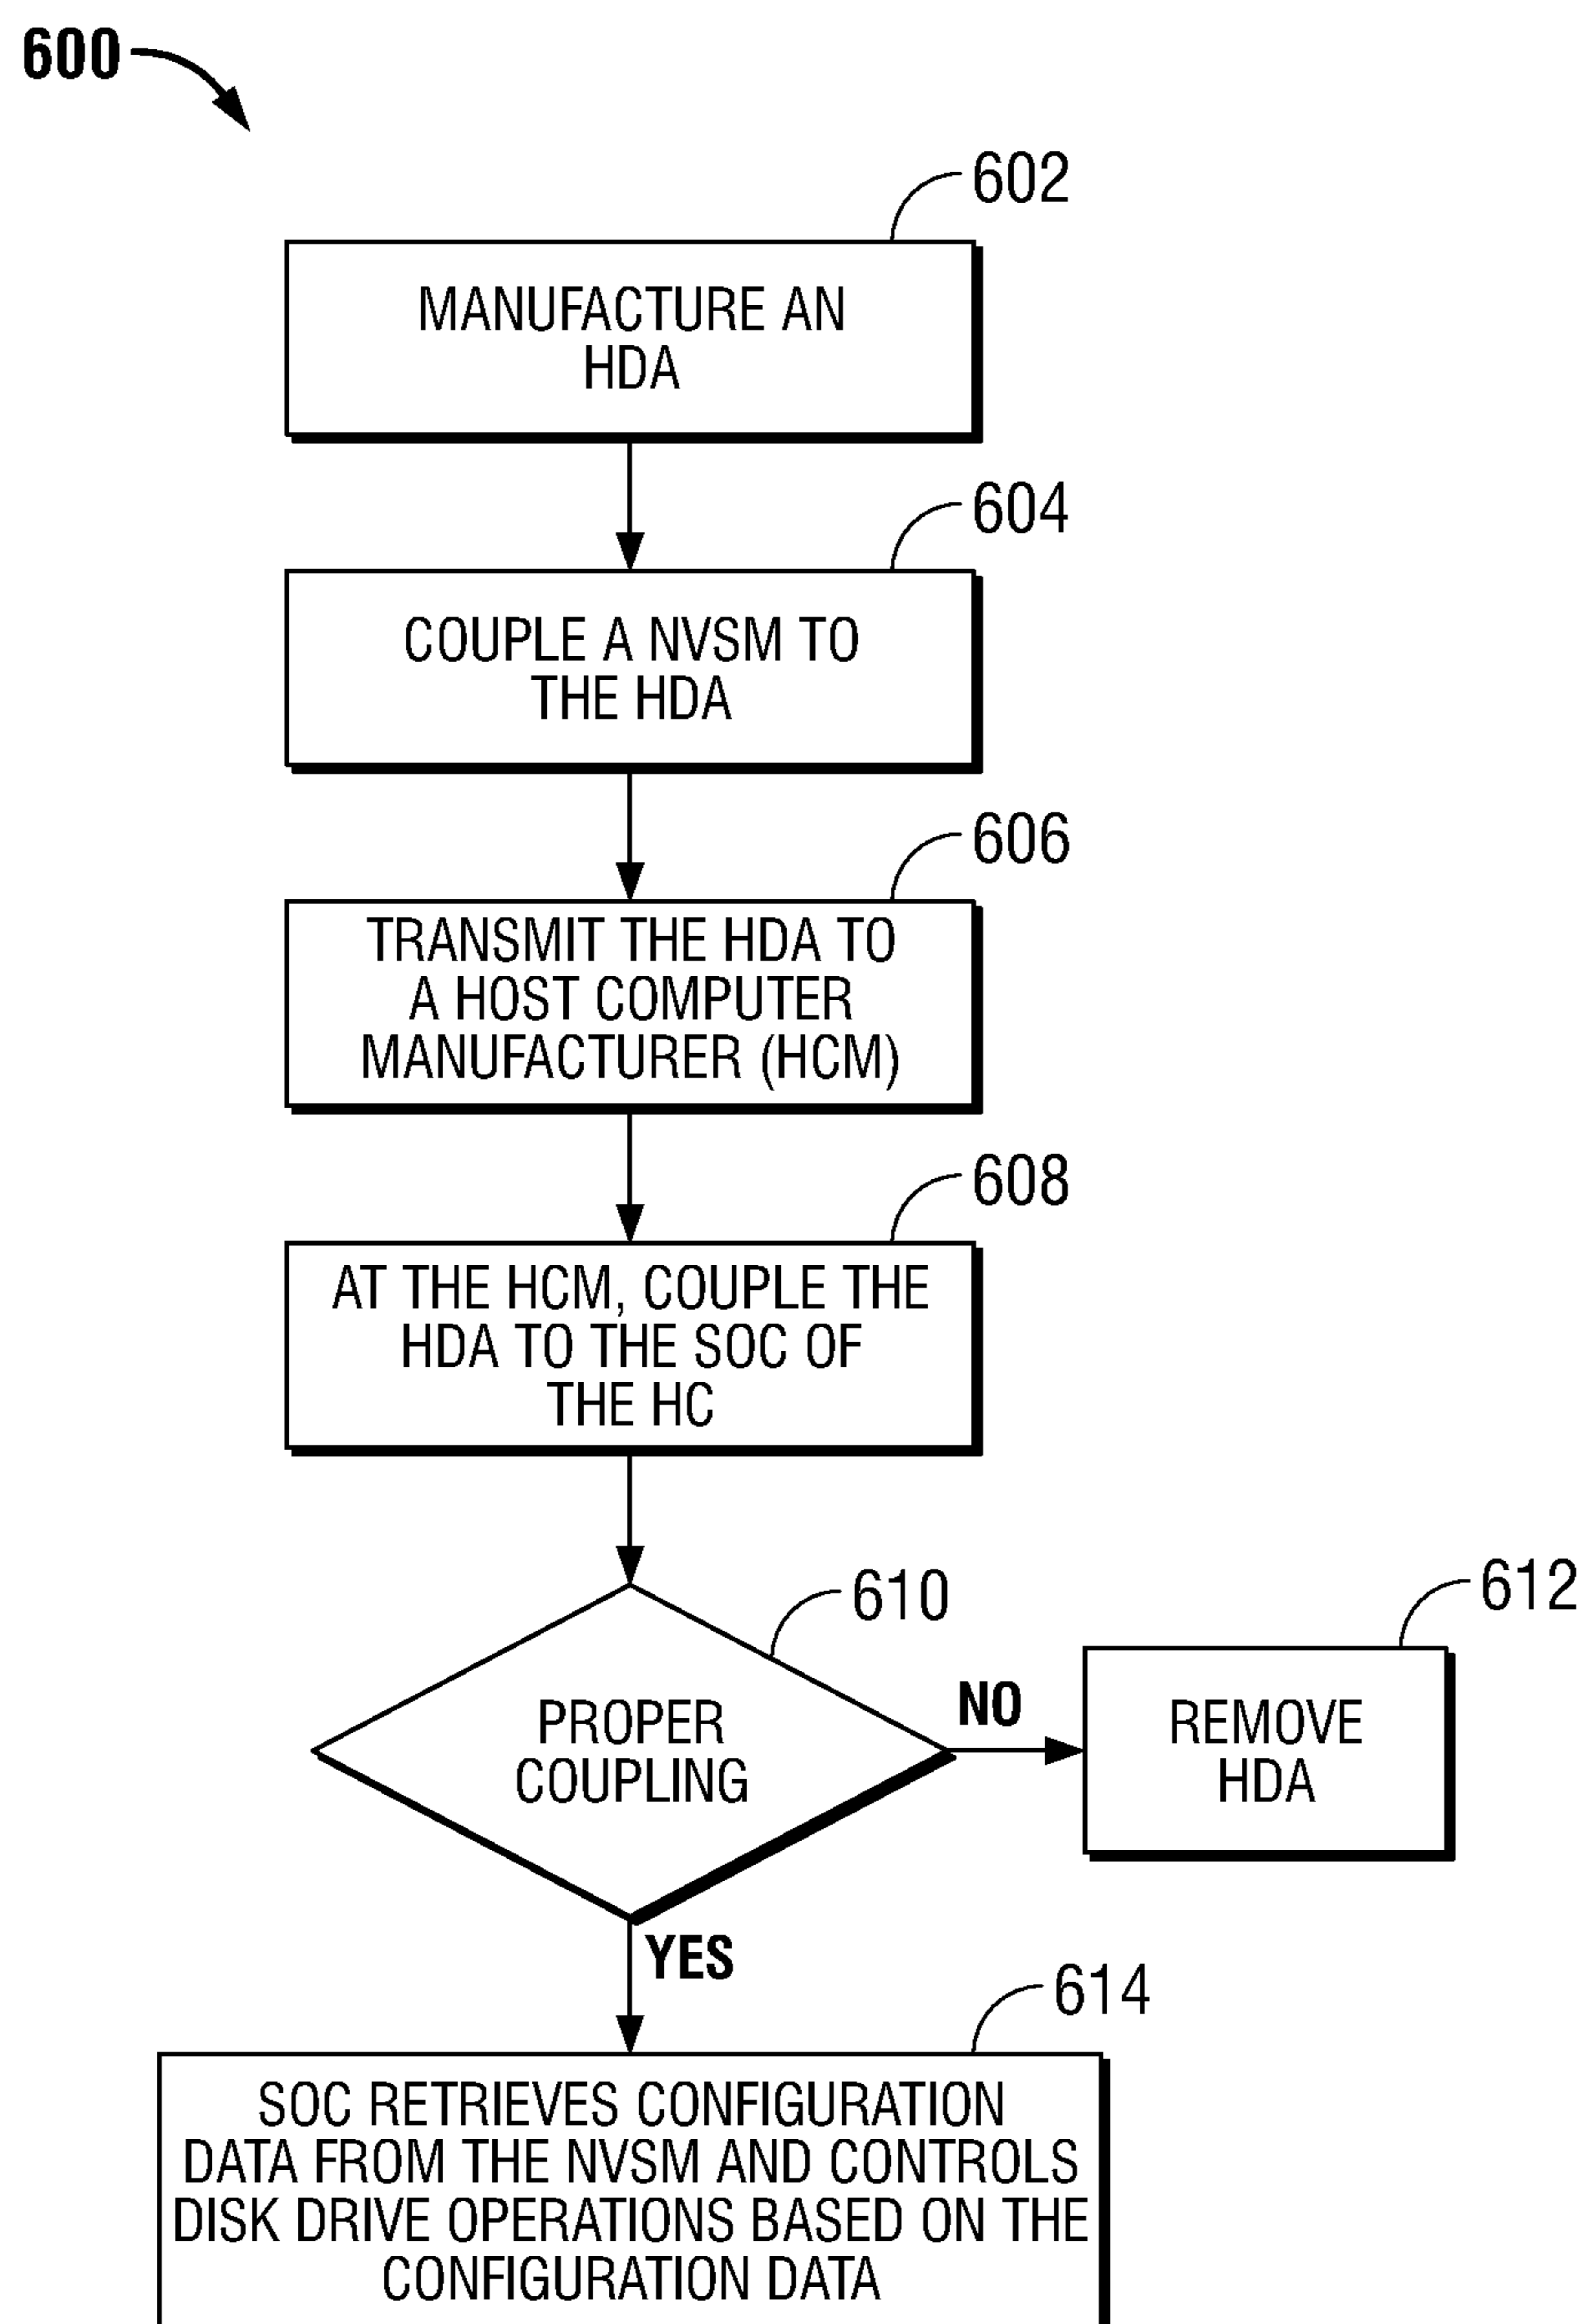 600
602
MANUFACTURE AN
HDA
604
COUPLE A NVSM TO
THE HDA
606
TRANSMIT THE HDA TO
A HOST COMPUTER
MANUFACTURER (HCM)
608
AT THE HCM, COUPLE THE
HDA TO THE SOC OF
THE HC
610
PROPER
COUPLING
NO
612
REMOVE
HDA
YES
614
SOC RETRIEVES CONFIGURATION
DATA FROM THE NVSM AND CONTROLS
DISK DRIVE OPERATIONS BASED ON THE
CONFIGURATION DATA